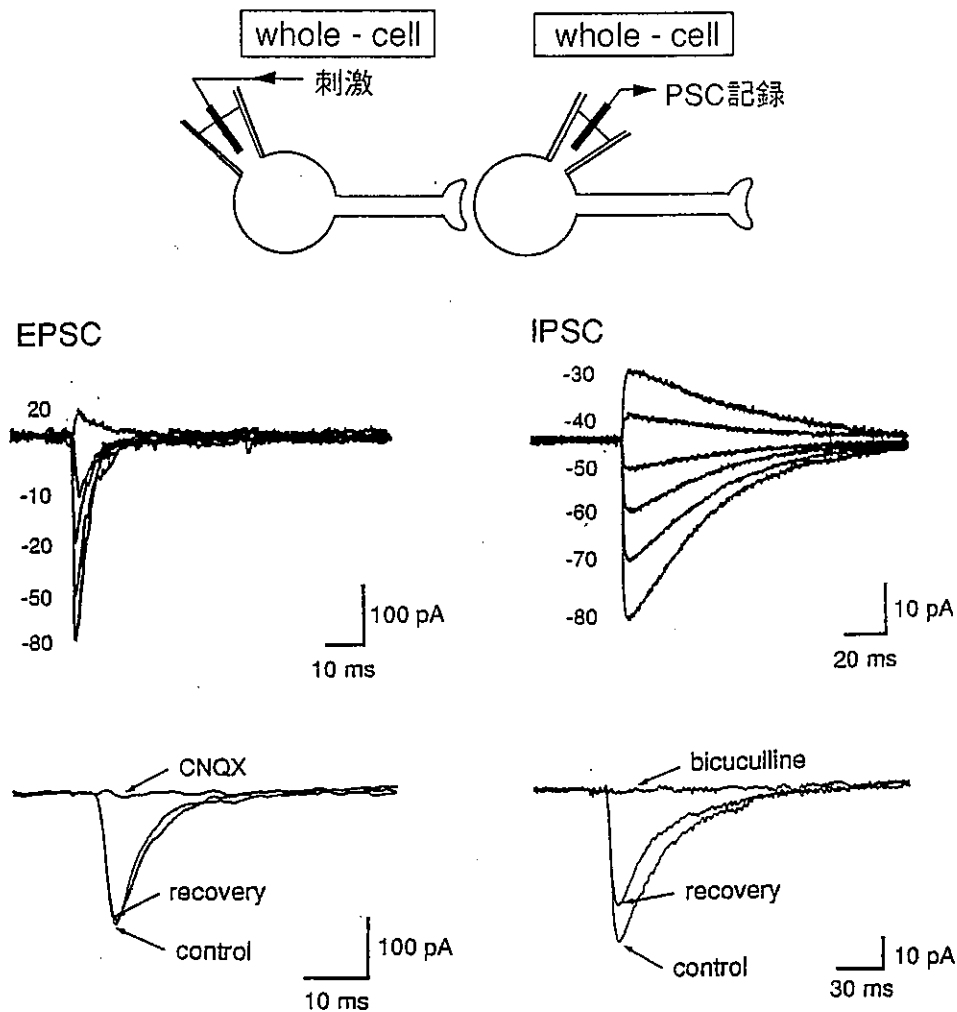 whole - cell
whole - cell
刺激
PSC記録
EPSC
20
-10
-20
-50
-80
100 pA
10 ms
IPSC
-30
-40
-50
-60
-70
-80
10 pA
20 ms
CNQX
recovery
control
100 pA
10 ms
bicuculline
recovery
control
10 pA
30 ms